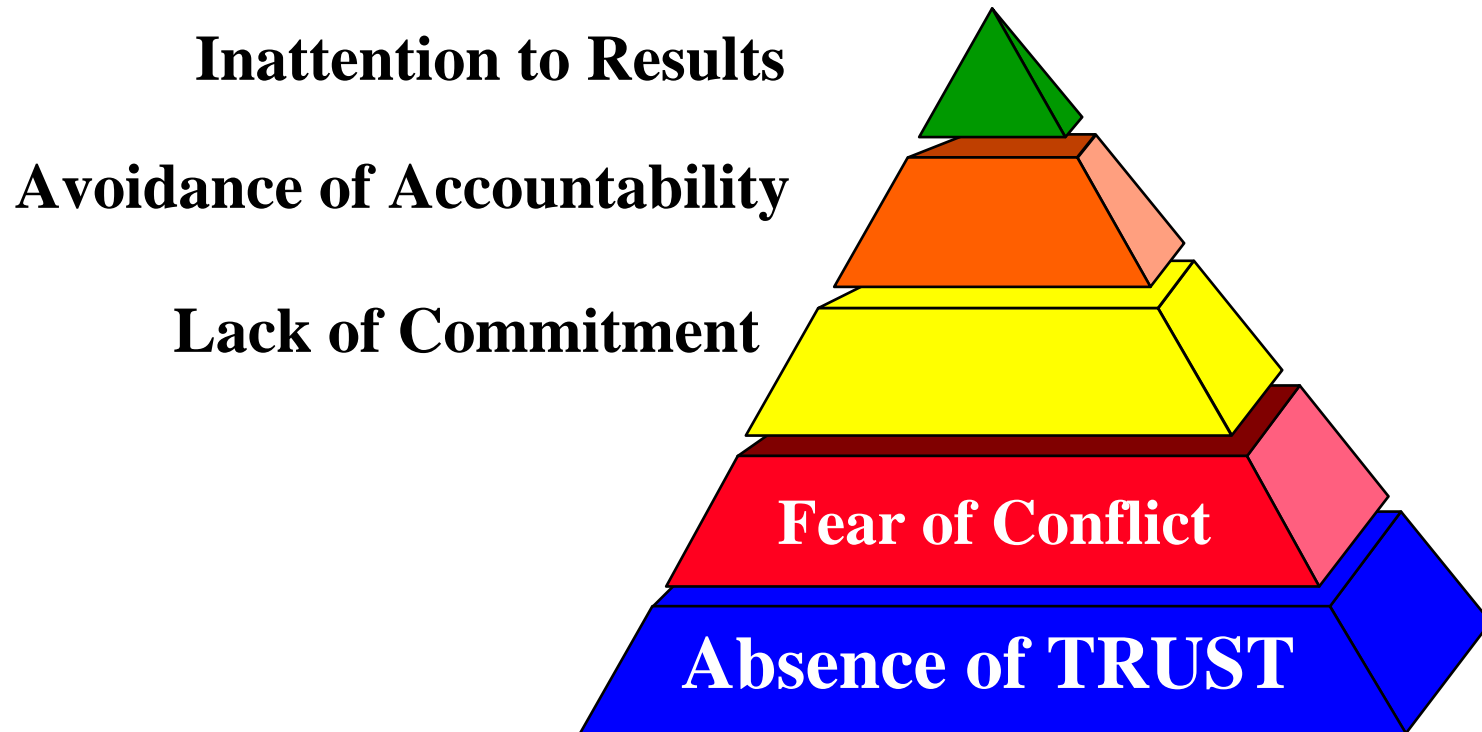 Inattention to Results
Avoidance of Accountability
Lack of Commitment
Fear of Conflict
Absence of TRUST